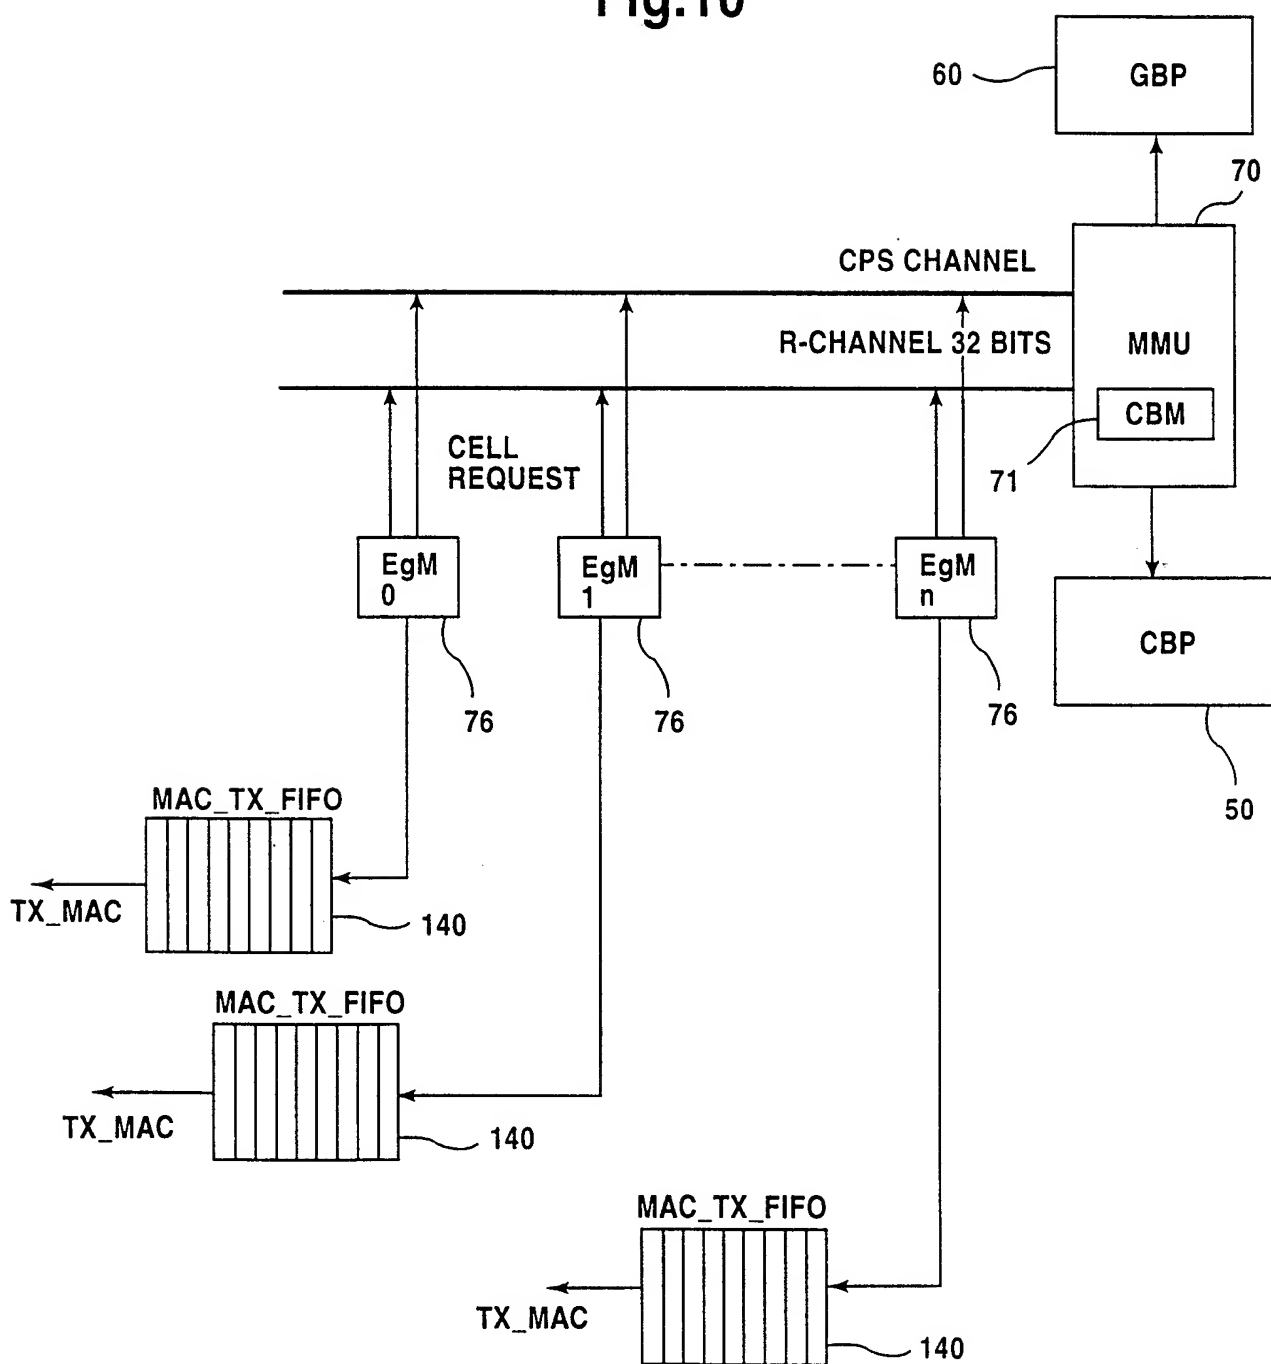 Fig.10
60
GBP
70
CPS CHANNEL
R-CHANNEL 32 BITS
MMU
CBM
CELL
REQUEST
71
EgM
0
EgM
1
EgM
n
CBP
76
76
76
50
MAC_TX_FIFO
TX_MAC
140
MAC_TX_FIFO
TX_MAC
140
MAC_TX_FIFO
TX_MAC
140